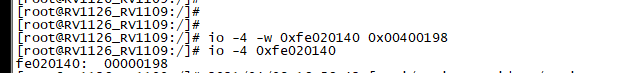 [root@RV1126_RV1109:/]#
[root@RV1126_RV1109:/]#
[root@RV1126_RV1109:/]# io -4 -w 0xfe020140 0x00400198
[root@RV1126_RV1109:/]# io -4 0xfe020140
fe020140:  00000198